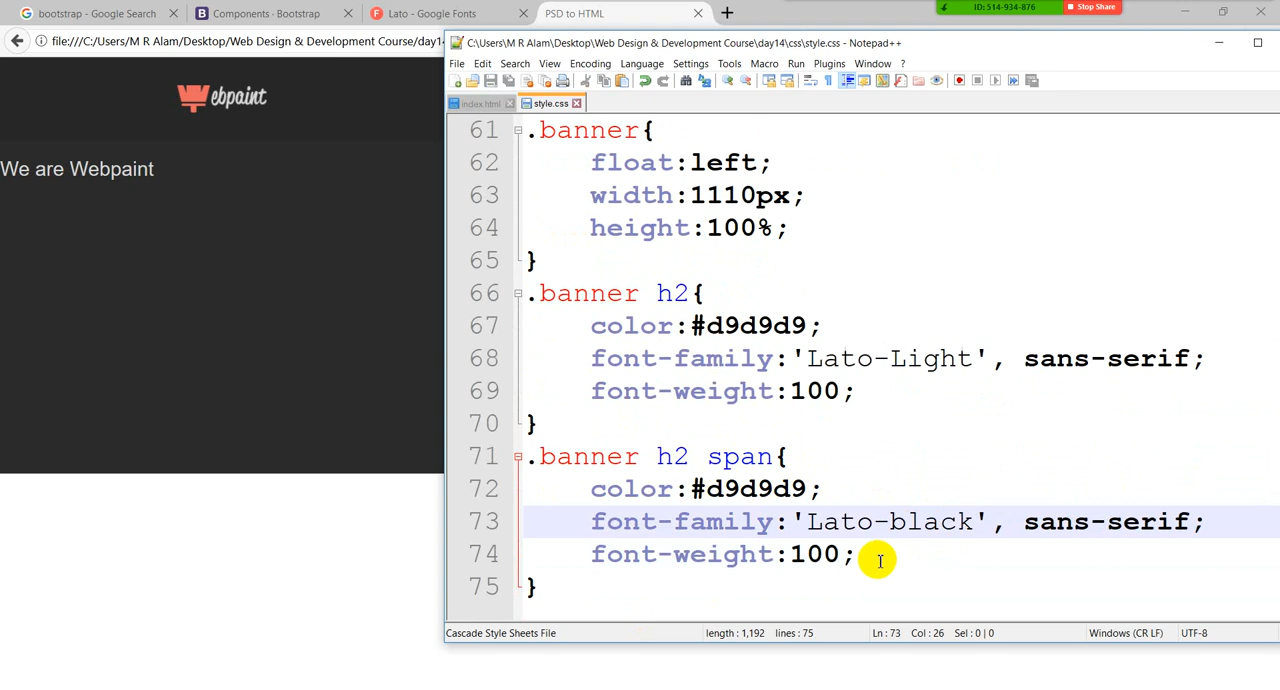 bootstrap - Google Search
Components · Bootstrap
Lato - Google Fonts
PSD to HTML
ID: 514-934-876
Stop Share
file:///C:/Users/M R Alam/Desktop/Web Design & Development Course/day14
C:\Users\M R Alam\Desktop\Web Design & Development Course\day14\css\style.css - Notepad++
File Edit Search View Encoding Language Settings Tools Macro Run Plugins Window ?
index.html style.css
ebpaint
We are Webpaint
61 .banner{
62 float:left;
63 width:1110px;
64 height:100%;
65 }
66 .banner h2{
67 color:#d9d9d9;
68 font-family:'Lato-Light', sans-serif;
69 font-weight:100;
70 }
71 .banner h2 span{
72 color:#d9d9d9;
73 font-family:'Lato-black', sans-serif;
74 font-weight:100;
75 }
Cascade Style Sheets File length : 1,192 lines : 75 Ln : 73 Col : 26 Sel : 0 | 0 Windows (CR LF) UTF-8